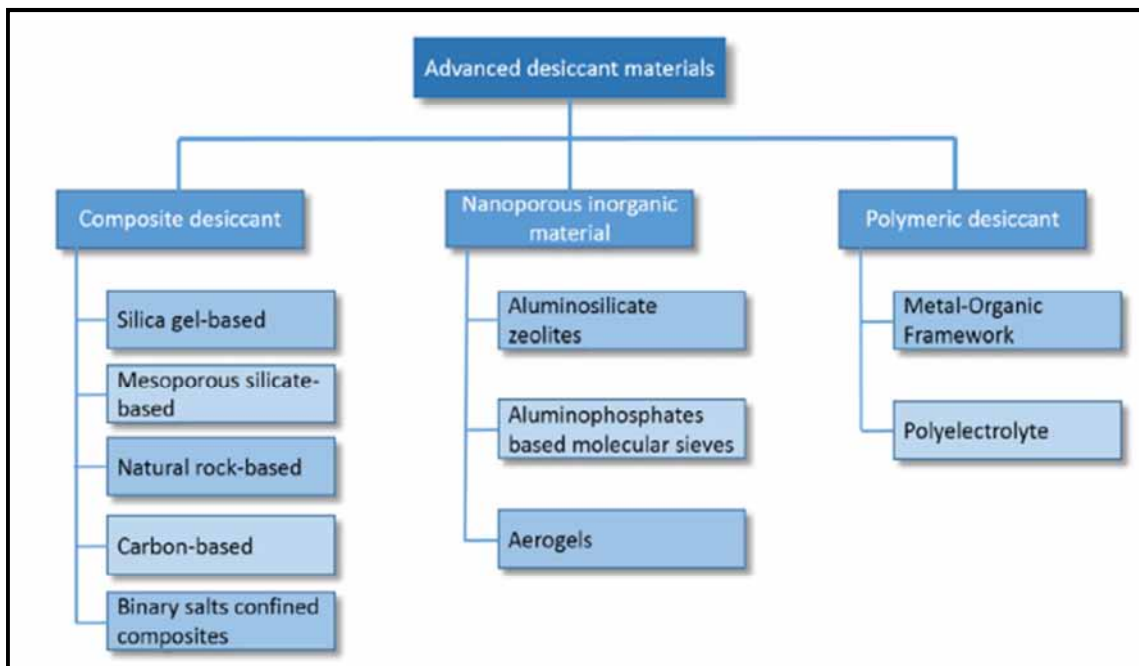 Advanced desiccant materials
Composite desiccant
Silica gel-based
Mesoporous silicate-
based
Natural rock-based
Carbon-based
Binary salts confined
composites
Nanoporous inorganic
material
Aluminosilicate
zeolites
Aluminophosphates
based molecular sieves
Aerogels
Polymeric desiccant
Metal-Organic
Framework
Polyelectrolyte